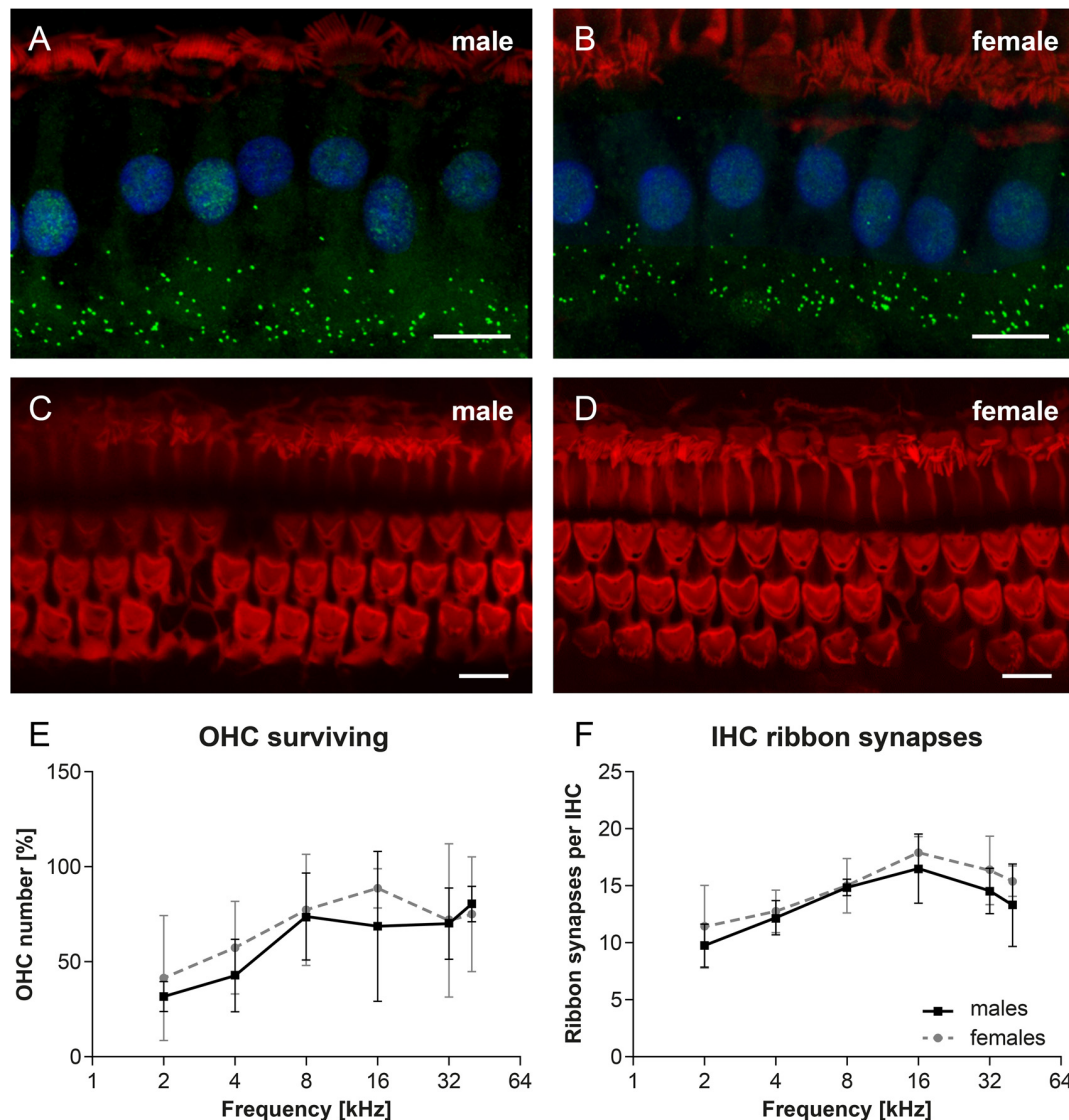 A
male
B
female
C
male
D
female
E
OHC surviving
150
100
50
0
OHC number [%]
1
2
4
8
16
32
64
Frequency [kHz]
F
IHC ribbon synapses
25
20
15
10
5
0
Ribbon synapses per IHC
males
females
1
2
4
8
16
32
64
Frequency [kHz]